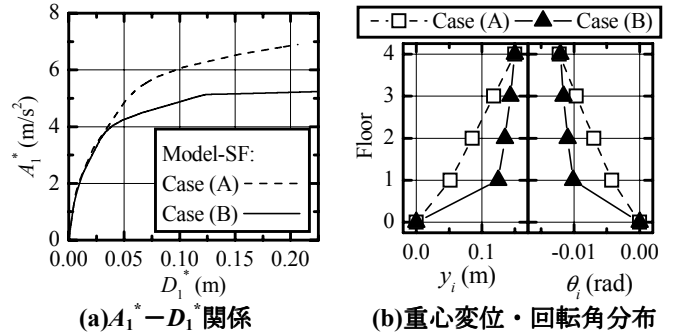 8
6
4
2
0
A₁* (m/s²)
Model-SF:
Case (A)
Case (B)
0.00 0.05 0.10 0.15 0.20
D₁* (m)
(a)A₁*−D₁*関係
Case (A) Case (B)
4
3
2
1
0
Floor
0.0 0.1 -0.01 0.00
yᵢ (m) θᵢ (rad)
(b)重心変位・回転角分布